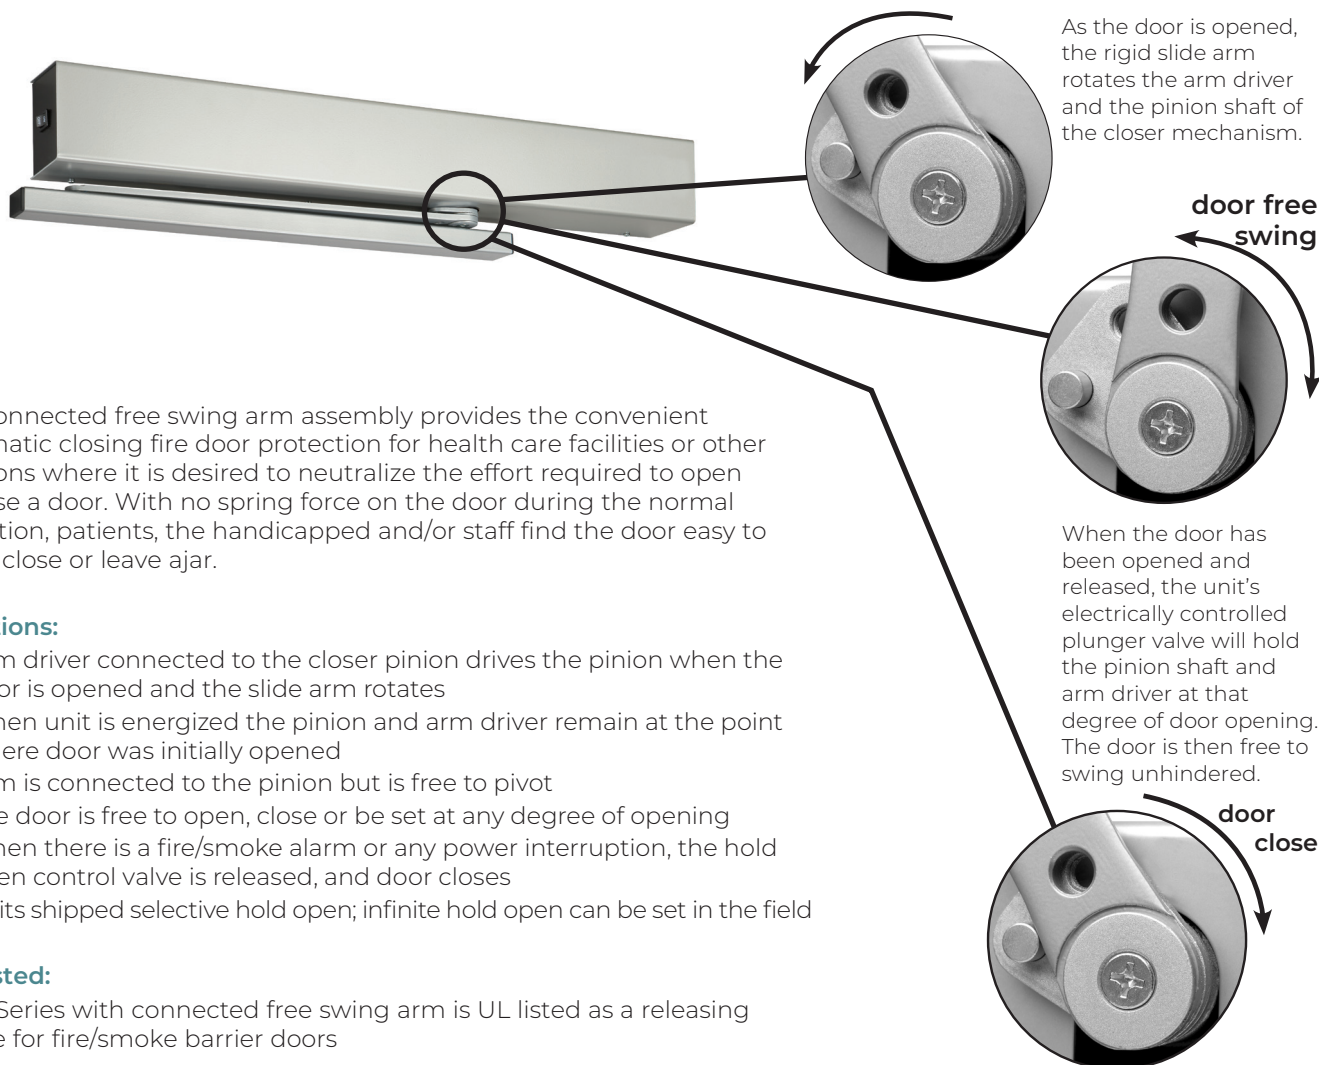 As the door is opened,
the rigid slide arm
rotates the arm driver
and the pinion shaft of
the closer mechanism.
door free
swing
onnected free swing arm assembly provides the convenient
matic closing fire door protection for health care facilities or other
ons where it is desired to neutralize the effort required to open
se a door. With no spring force on the door during the normal
tion, patients, the handicapped and/or staff find the door easy to
close or leave ajar.
When the door has
been opened and
released, the unit’s
electrically controlled
plunger valve will hold
the pinion shaft and
arm driver at that
degree of door opening.
The door is then free to
swing unhindered.
tions:
m driver connected to the closer pinion drives the pinion when the
or is opened and the slide arm rotates
hen unit is energized the pinion and arm driver remain at the point
ere door was initially opened
m is connected to the pinion but is free to pivot
e door is free to open, close or be set at any degree of opening
hen there is a fire/smoke alarm or any power interruption, the hold
en control valve is released, and door closes
its shipped selective hold open; infinite hold open can be set in the field
door
close
sted:
Series with connected free swing arm is UL listed as a releasing
e for fire/smoke barrier doors